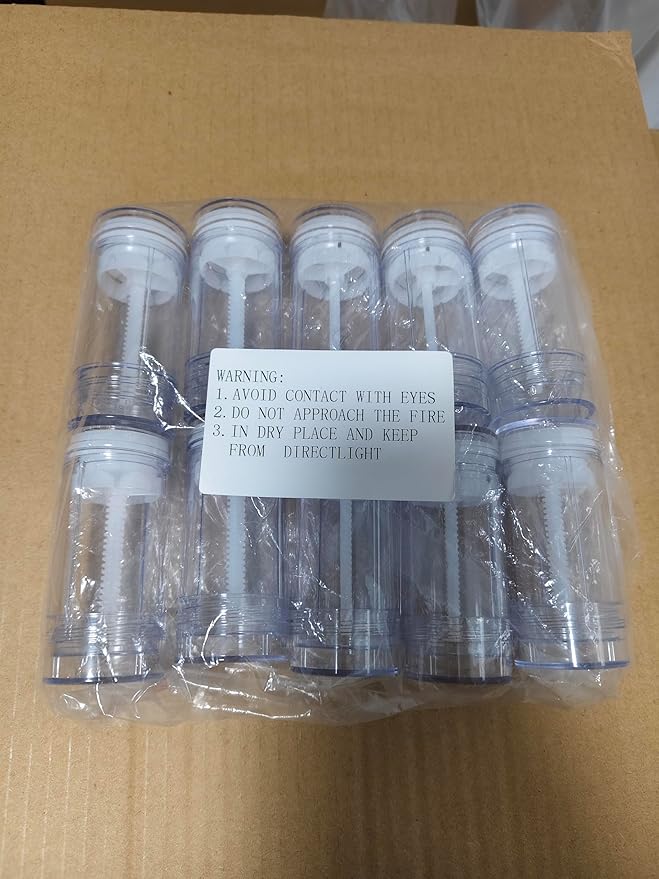 WARNING:
1. AVOID CONTACT WITH EYES
2. DO NOT APPROACH THE FIRE
3. IN DRY PLACE AND KEEP
FROM DIRECTLIGHT